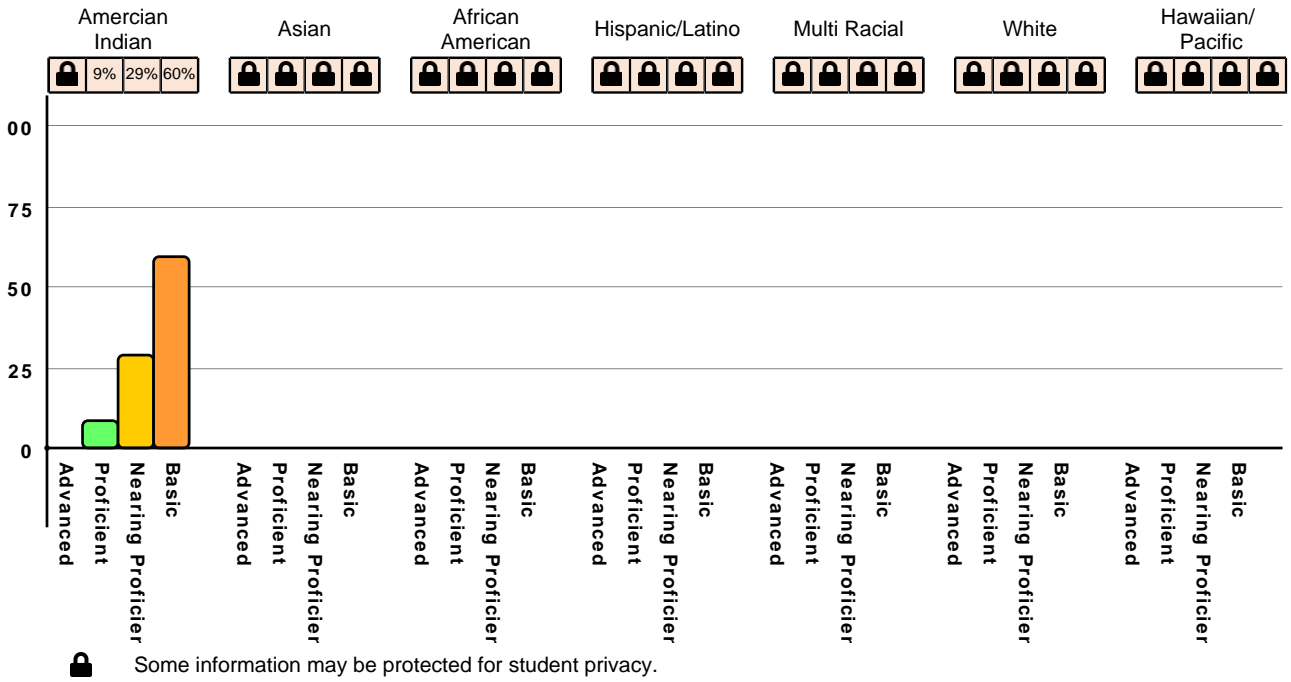 Amercian
Indian
Asian
African
American
Hispanic/Latino
Multi Racial
White
Hawaiian/
Pacific
9% 29% 60%
00
75
50
25
0
Advanced
Proficient
Nearing Proficier
Basic
Advanced
Proficient
Nearing Proficier
Basic
Advanced
Proficient
Nearing Proficier
Basic
Advanced
Proficient
Nearing Proficier
Basic
Advanced
Proficient
Nearing Proficier
Basic
Advanced
Proficient
Nearing Proficier
Basic
Advanced
Proficient
Nearing Proficier
Basic
Some information may be protected for student privacy.